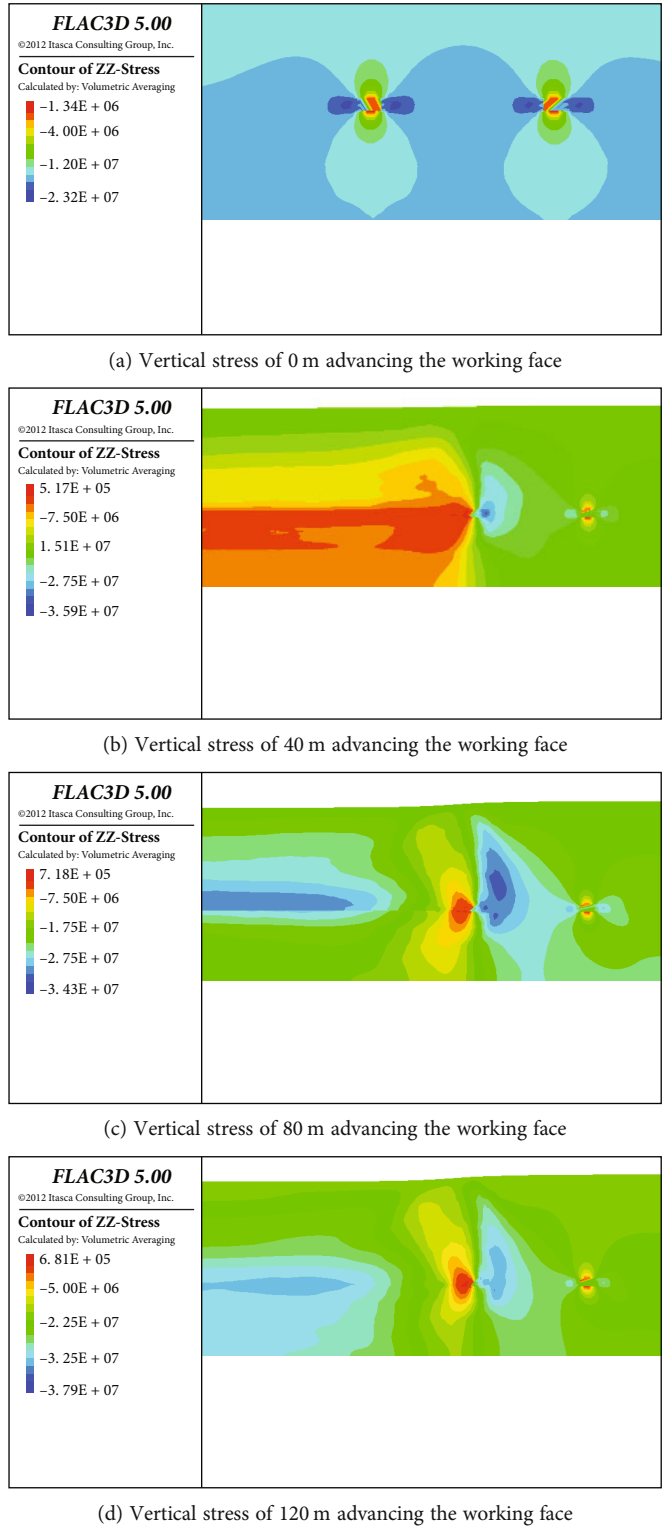 FLAC3D 5.00
©2012 Itasca Consulting Group, Inc.
Contour of ZZ-Stress
Calculated by: Volumetric Averaging
–1. 34E + 06
–4. 00E + 06
–1. 20E + 07
–2. 32E + 07
(a) Vertical stress of 0 m advancing the working face
FLAC3D 5.00
©2012 Itasca Consulting Group, Inc.
Contour of ZZ-Stress
Calculated by: Volumetric Averaging
5. 17E + 05
–7. 50E + 06
1. 51E + 07
–2. 75E + 07
–3. 59E + 07
(b) Vertical stress of 40 m advancing the working face
FLAC3D 5.00
©2012 Itasca Consulting Group, Inc.
Contour of ZZ-Stress
Calculated by: Volumetric Averaging
7. 18E + 05
–7. 50E + 06
–1. 75E + 07
–2. 75E + 07
–3. 43E + 07
(c) Vertical stress of 80 m advancing the working face
FLAC3D 5.00
©2012 Itasca Consulting Group, Inc.
Contour of ZZ-Stress
Calculated by: Volumetric Averaging
6. 81E + 05
–5. 00E + 06
–2. 25E + 07
–3. 25E + 07
–3. 79E + 07
(d) Vertical stress of 120 m advancing the working face